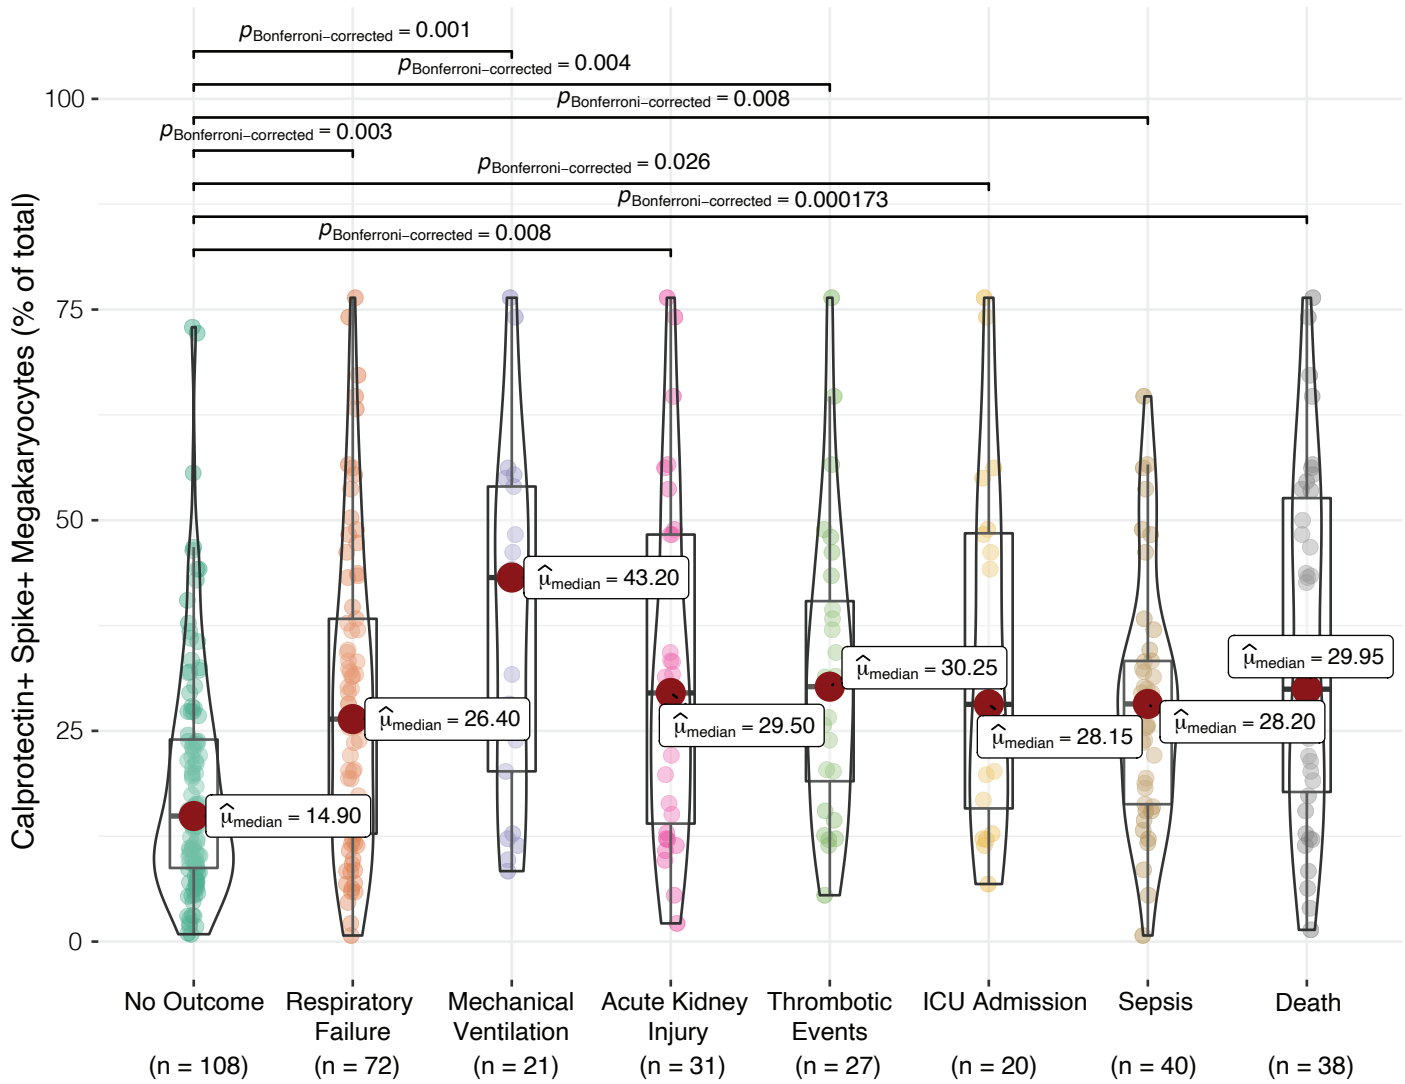 pBonferroni−corrected = 0.001
pBonferroni−corrected = 0.004
pBonferroni−corrected = 0.008
pBonferroni−corrected = 0.003
pBonferroni−corrected = 0.026
pBonferroni−corrected = 0.000173
pBonferroni−corrected = 0.008
Calprotectin+ Spike+ Megakaryocytes (% of total)
100
75
50
25
0
μ̂median = 14.90
μ̂median = 26.40
μ̂median = 43.20
μ̂median = 29.50
μ̂median = 30.25
μ̂median = 28.15
μ̂median = 28.20
μ̂median = 29.95
No Outcome
(n = 108)
Respiratory
Failure
(n = 72)
Mechanical
Ventilation
(n = 21)
Acute Kidney
Injury
(n = 31)
Thrombotic
Events
(n = 27)
ICU Admission
(n = 20)
Sepsis
(n = 40)
Death
(n = 38)